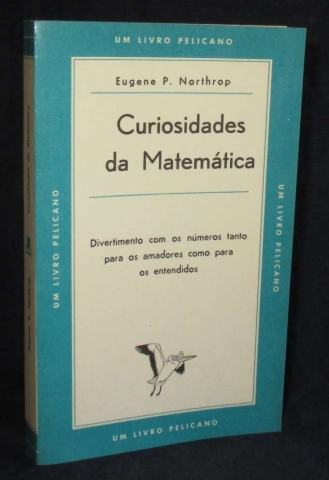 UM LIVRO PELICANO
Eugene P. Northrop
Curiosidades
da Matemática
Divertimento com os números tanto
para os amadores como para
os entendidos
UM LIVRO PELICANO
UM LIVRO PELICANO
UM LIVRO PELICANO